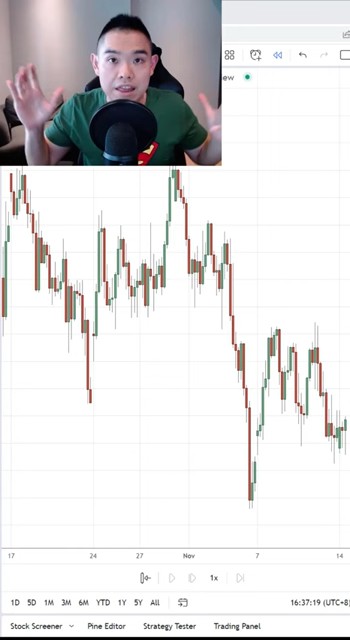 ew
17 24 27 Nov 7 14
1x
1D 5D 1M 3M 6M YTD 1Y 5Y All 16:37:19 (UTC+8)
Stock Screener Pine Editor Strategy Tester Trading Panel